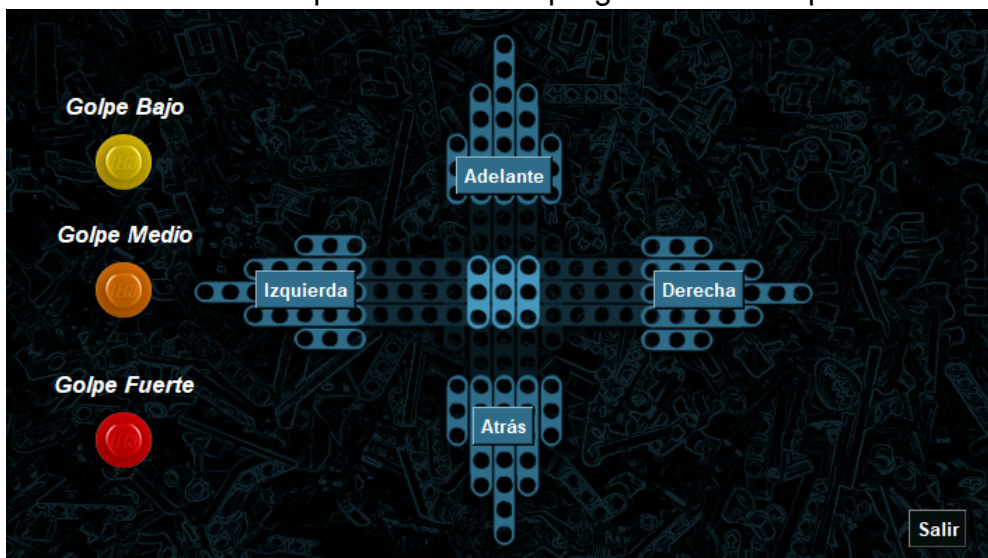 Golpe Bajo
Adelante
Golpe Medio
Izquierda
Derecha
Golpe Fuerte
Atrás
Salir